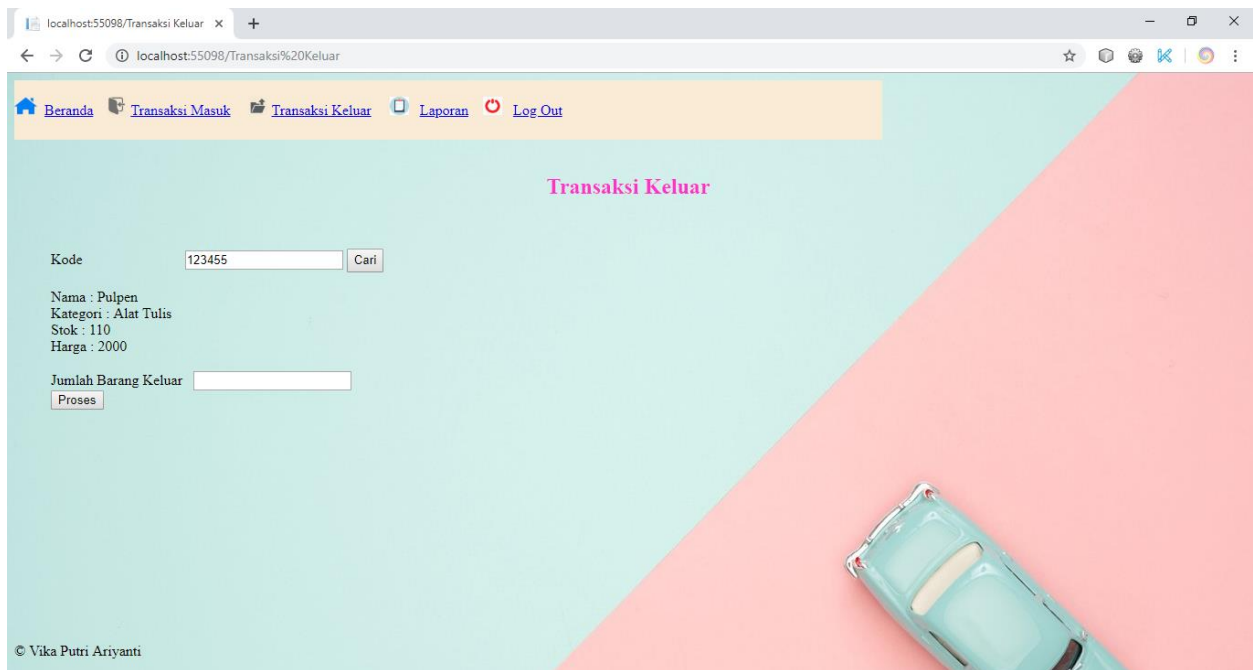 localhost:55098/Transaksi Keluar
localhost:55098/Transaksi%20Keluar
Beranda Transaksi Masuk Transaksi Keluar Laporan Log Out
Transaksi Keluar
Kode 123455 Cari
Nama : Pulpen
Kategori : Alat Tulis
Stok : 110
Harga : 2000
Jumlah Barang Keluar
Proses
© Vika Putri Ariyanti